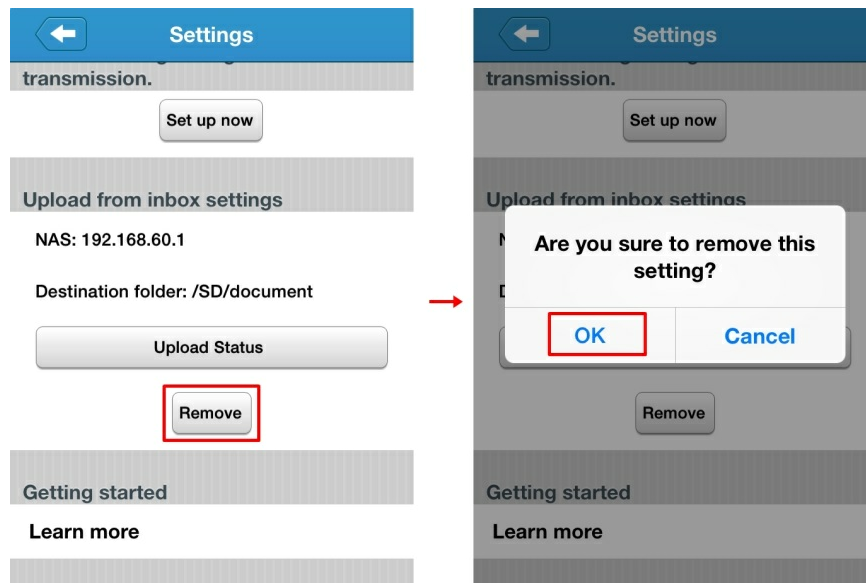 Settings
transmission.
Set up now
Upload from inbox settings
NAS: 192.168.60.1
Destination folder: /SD/document
Upload Status
Remove
Getting started
Learn more
Settings
transmission.
Set up now
Upload from inbox settings
Are you sure to remove this
setting?
OK
Cancel
Remove
Getting started
Learn more